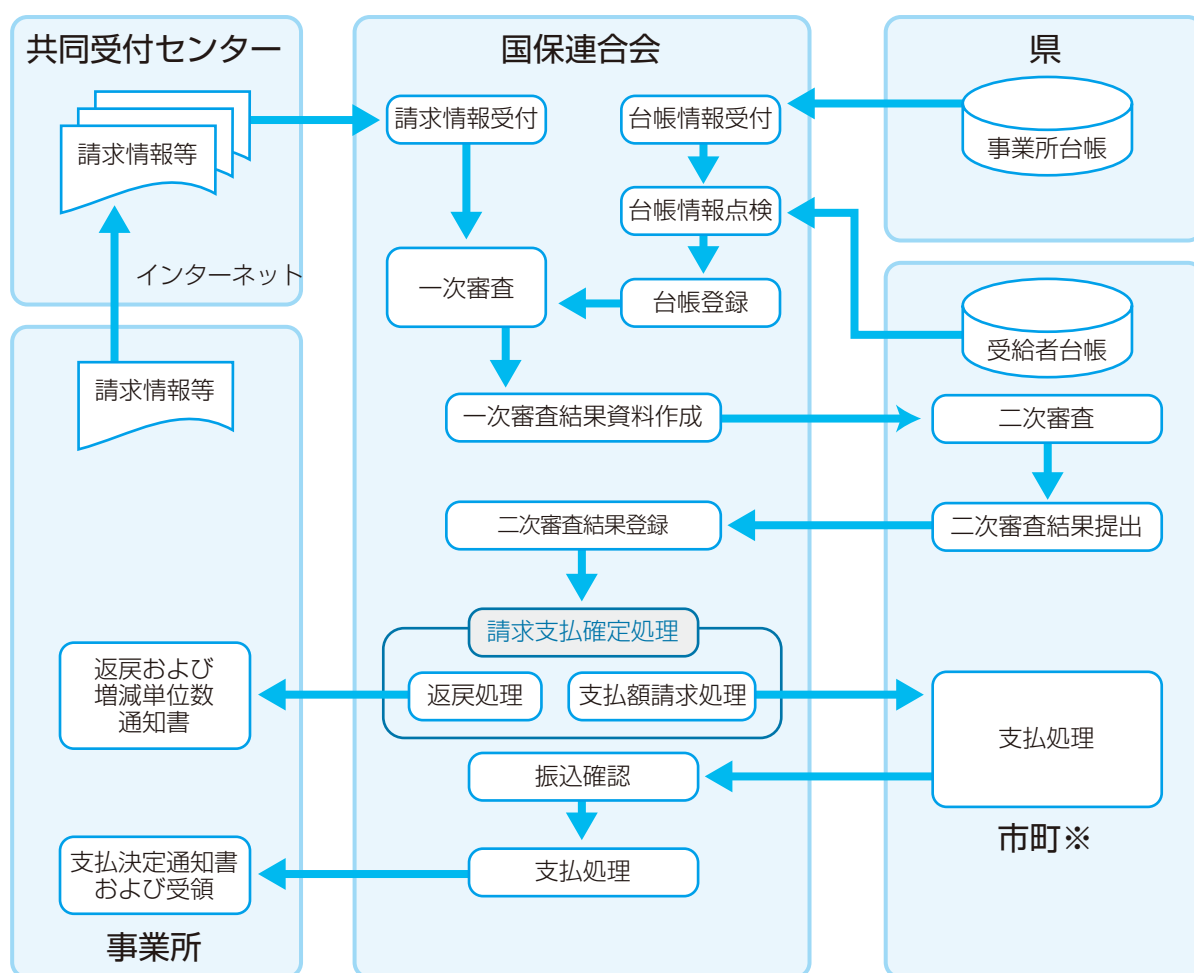 共同受付センター
請求情報等
インターネット
請求情報等
返戻および
増減単位数
通知書
支払決定通知書
および受領
事業所
国保連合会
請求情報受付
台帳情報受付
台帳情報点検
一次審査
台帳登録
一次審査結果資料作成
二次審査結果登録
請求支払確定処理
返戻処理
支払額請求処理
振込確認
支払処理
県
事業所台帳
受給者台帳
二次審査
二次審査結果提出
支払処理
市町※